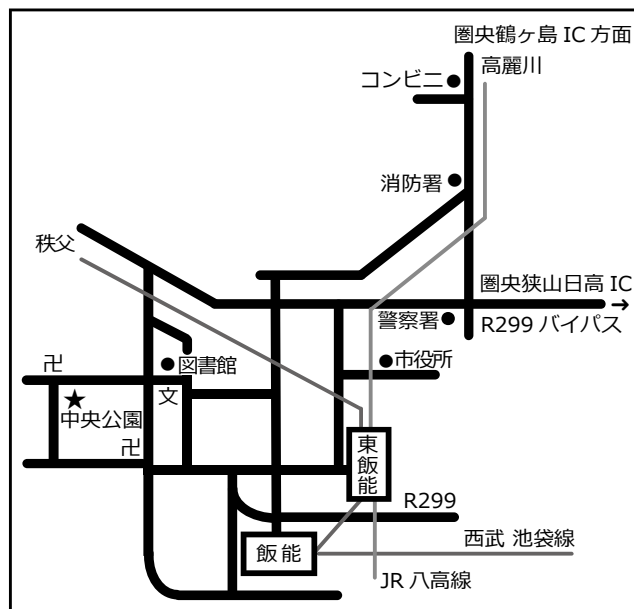 圏央鶴ヶ島 IC 方面
コンビニ
高麗川
消防署
秩父
圏央狭山日高 IC
→
警察署
R299 バイパス
卍
図書館
市役所
文
★
中央公園
卍
東飯能
R299
飯能
西武 池袋線
JR 八高線